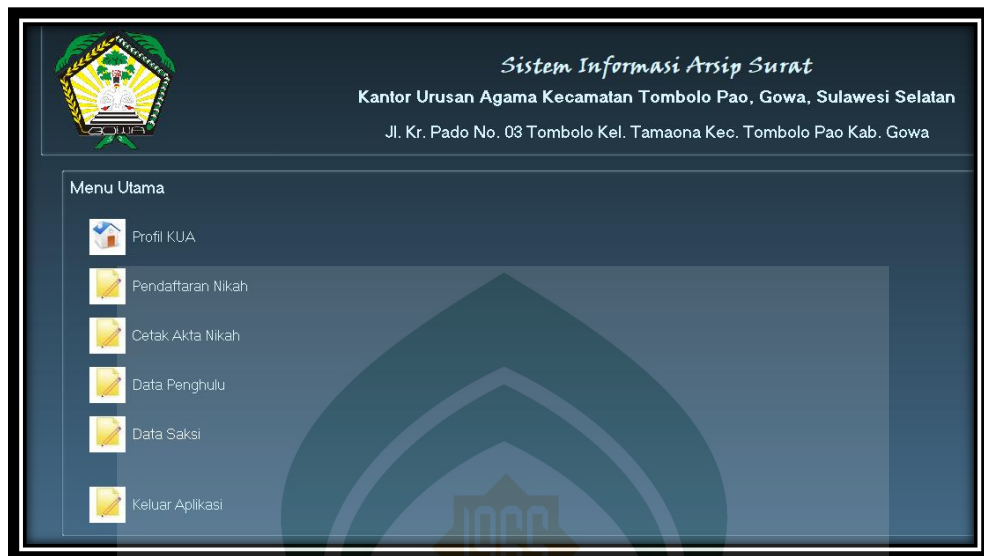 GOWA
Sistem Informasi Arsip Surat
Kantor Urusan Agama Kecamatan Tombolo Pao, Gowa, Sulawesi Selatan
Jl. Kr. Pado No. 03 Tombolo Kel. Tamaona Kec. Tombolo Pao Kab. Gowa
Menu Utama
Profil KUA
Pendaftaran Nikah
Cetak Akta Nikah
Data Penghulu
Data Saksi
Keluar Aplikasi